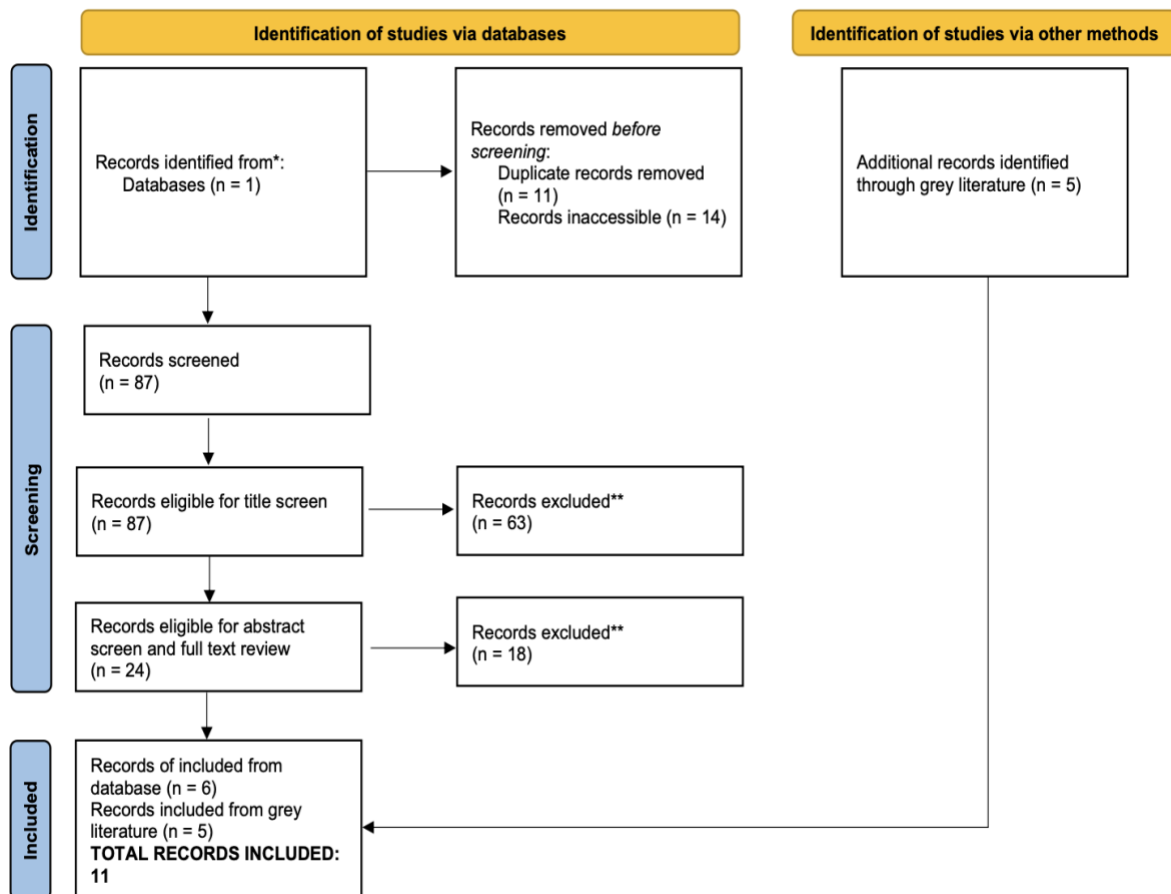 Identification of studies via databases
Identification of studies via other methods
Identification
Records identified from*:
Databases (n = 1)
Records removed before
screening:
Duplicate records removed
(n = 11)
Records inaccessible (n = 14)
Additional records identified
through grey literature (n = 5)
Screening
Records screened
(n = 87)
Records eligible for title screen
(n = 87)
Records excluded**
(n = 63)
Records eligible for abstract
screen and full text review
(n = 24)
Records excluded**
(n = 18)
Included
Records of included from
database (n = 6)
Records included from grey
literature (n = 5)
TOTAL RECORDS INCLUDED:
11